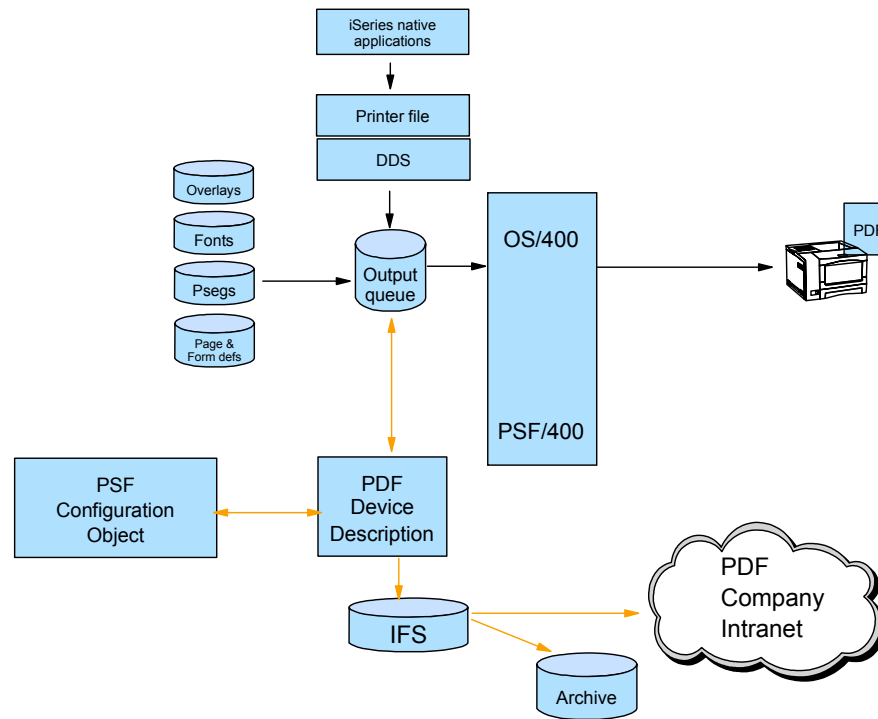 iSeries native
applications
Printer file
DDS
Overlays
Fonts
Psegs
Page &
Form defs
Output
queue
OS/400
PSF/400
PDF
PSF
Configuration
Object
PDF
Device
Description
IFS
Archive
PDF
Company
Intranet